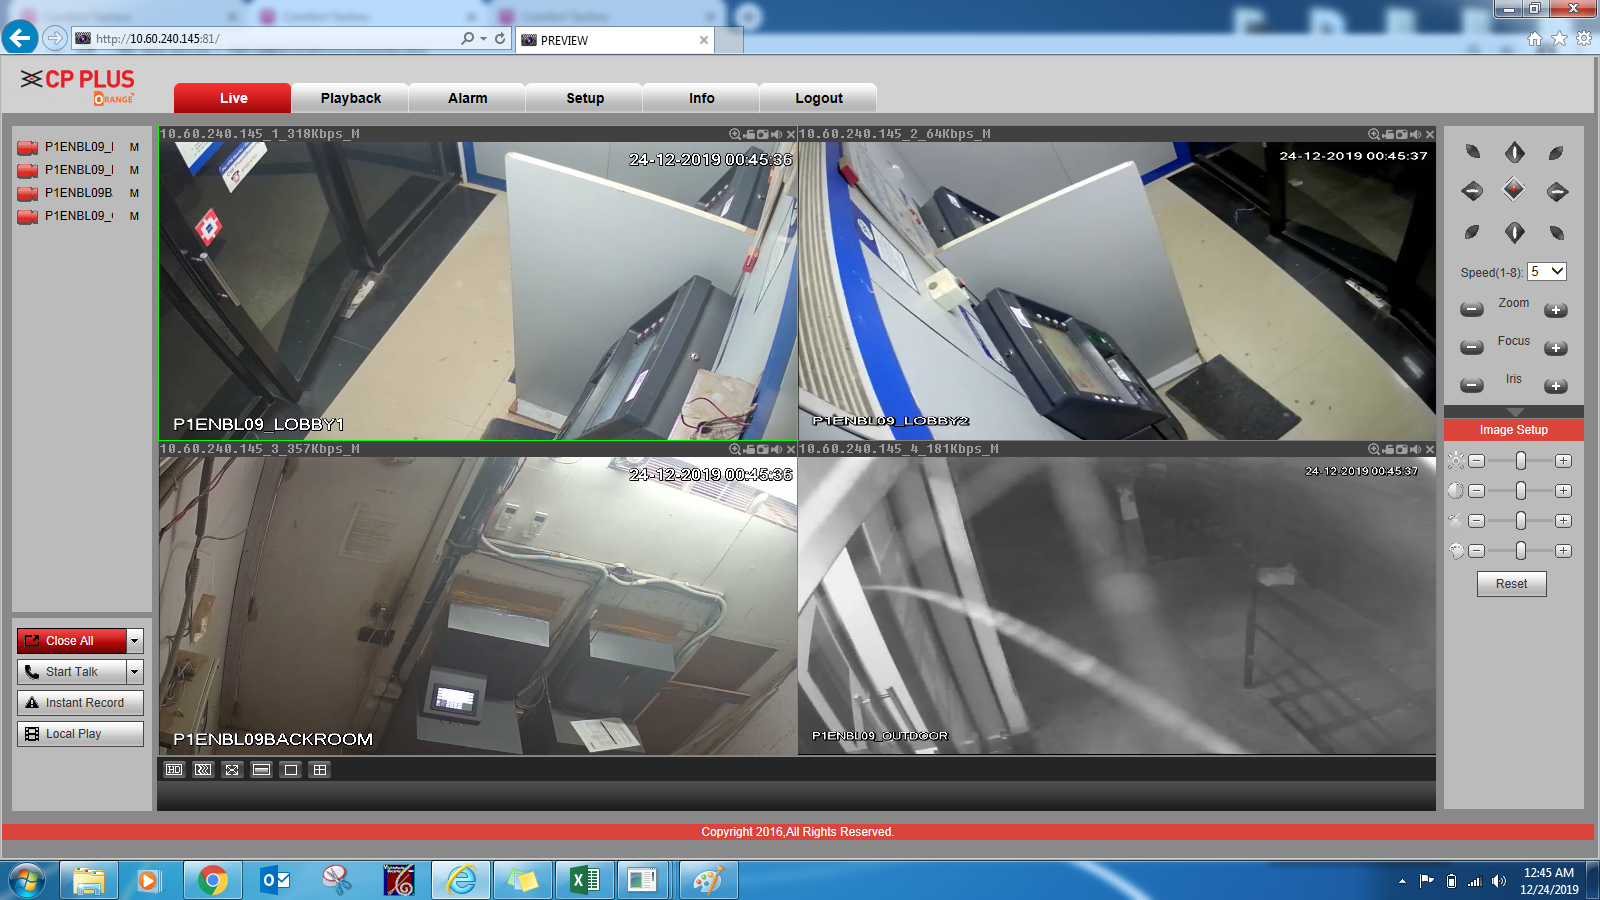 http://10.60.240.145:81/
PREVIEW
CP PLUS
ORANGE
Live
Playback
Alarm
Setup
Info
Logout
P1ENBL09_ M
P1ENBL09_ M
P1ENBL09B M
P1ENBL09_ M
10.60.240.145_1_318Kbps_M
24-12-2019 00:45:36
P1ENBL09_LOBBY1
10.60.240.145_2_64Kbps_M
24-12-2019 00:45:37
P1ENBL09_LOBBY2
10.60.240.145_3_357Kbps_M
24-12-2019 00:45:36
P1ENBL09BACKROOM
10.60.240.145_4_181Kbps_M
24-12-2019 00:45:37
P1ENBL09_OUTDOOR
Speed(1-8): 5
Zoom
Focus
Iris
Image Setup
Reset
Close All
Start Talk
Instant Record
Local Play
HD
Copyright 2016,All Rights Reserved.
12:45 AM
12/24/2019